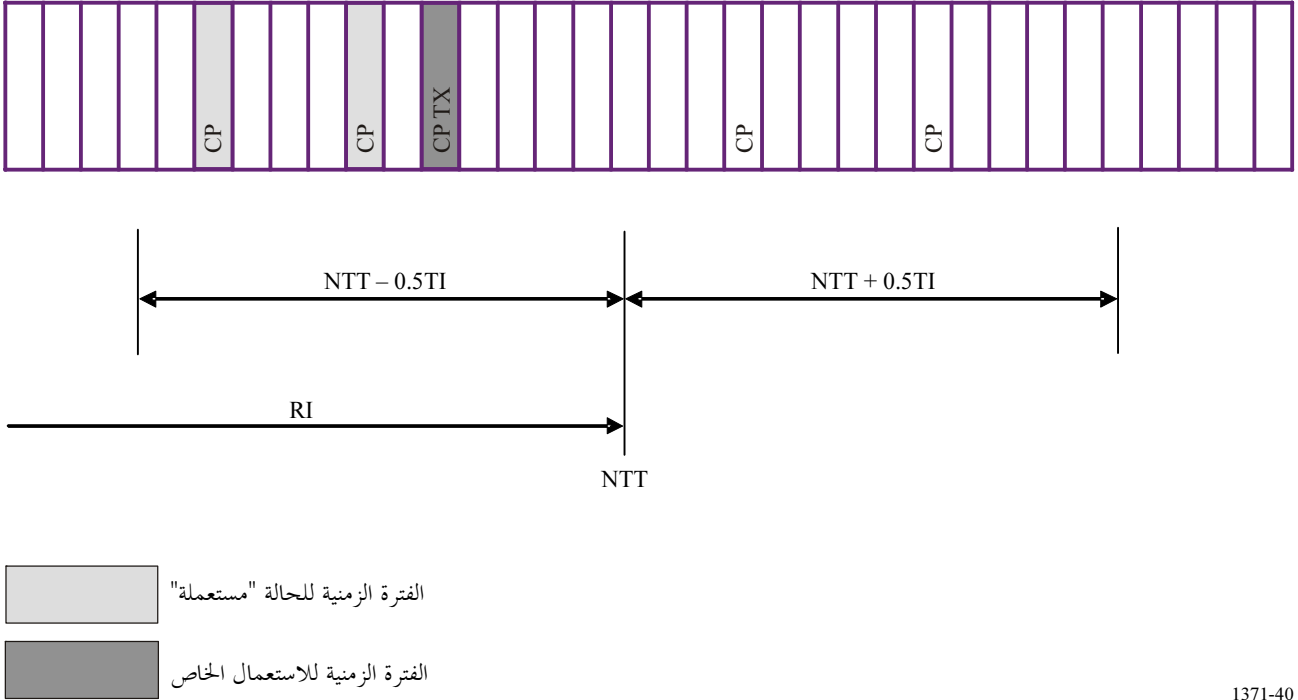 CP
CP
CP TX
CP
CP
NTT – 0.5TI
NTT + 0.5TI
RI
NTT
الفترة الزمنية للحالة "مستعملة"
الفترة الزمنية للاستعمال الخاص
1371-40